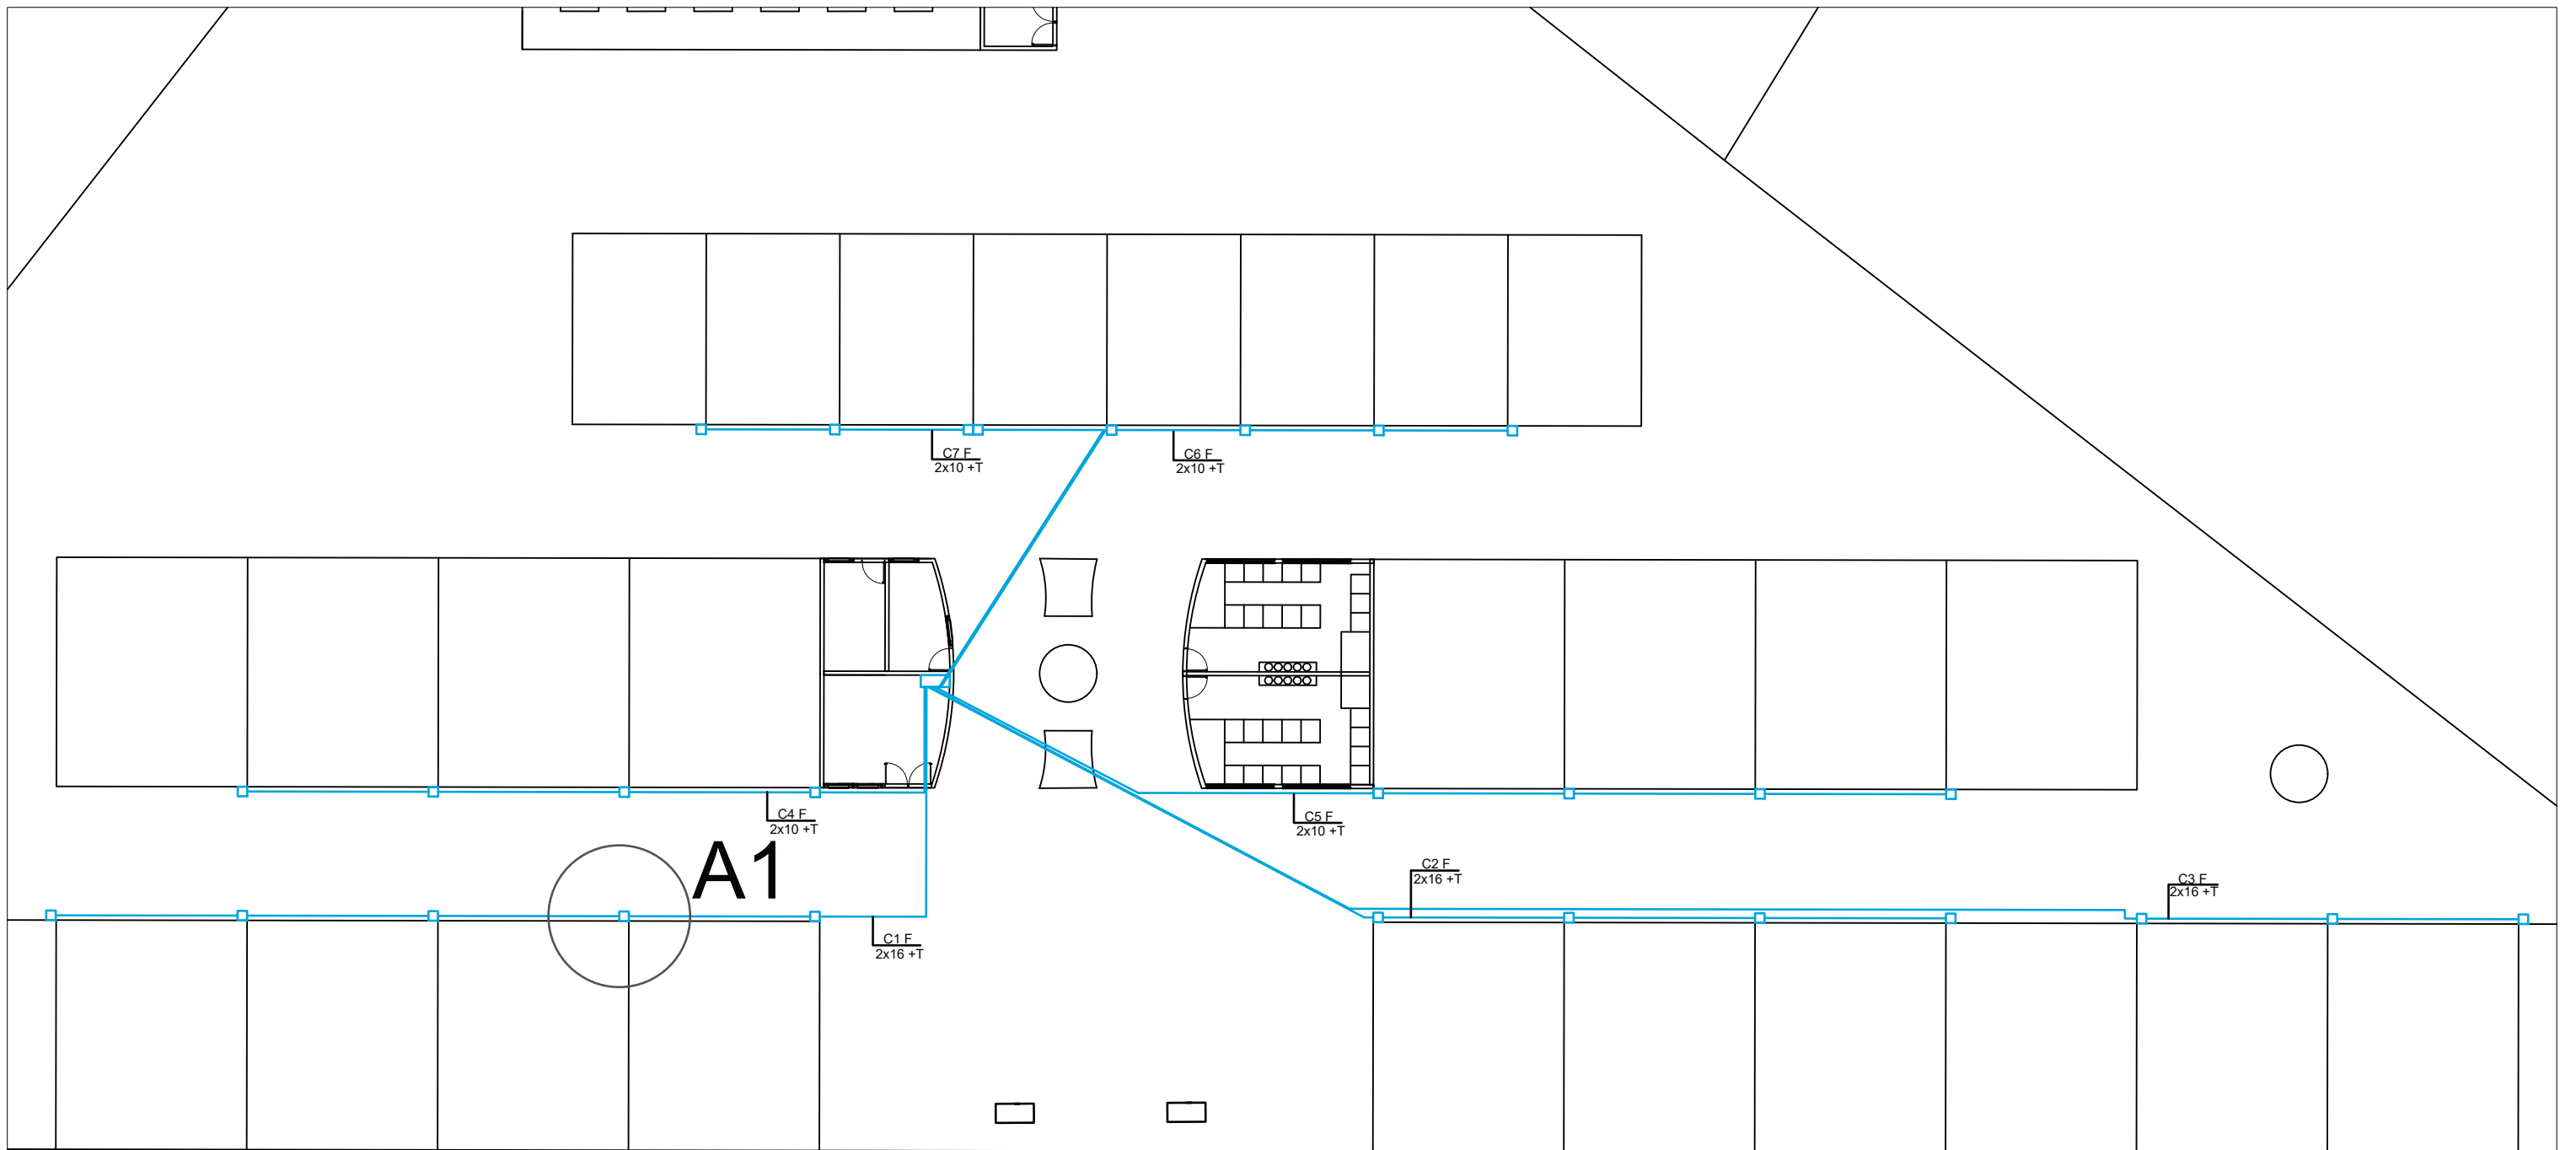 C7 F
2x10 +T
C6 F
2x10 +T
C4 F
2x10 +T
C5 F
2x10 +T
A1
C2 F
2x16 +T
C3 F
2x16 +T
C1 F
2x16 +T